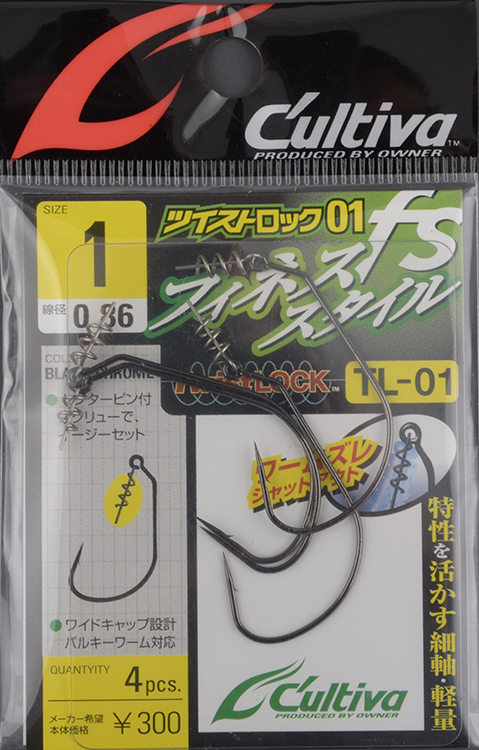 C'ultiva™
PRODUCED BY OWNER
SIZE
1
線径
0.86
ツイストロック01 fs
フィネス
スタイル
BLACK CHROME
センターピン付
スクリューで、
イージーセット
TWISTLOCK™
TL-01
ワームズレ
シャットアウト
特性を活かす細軸・軽量
ワイドギャップ設計
バルキーワーム対応
QUANTYITY
4pcs.
メーカー希望
本体価格
¥300
C'ultiva
PRODUCED BY OWNER